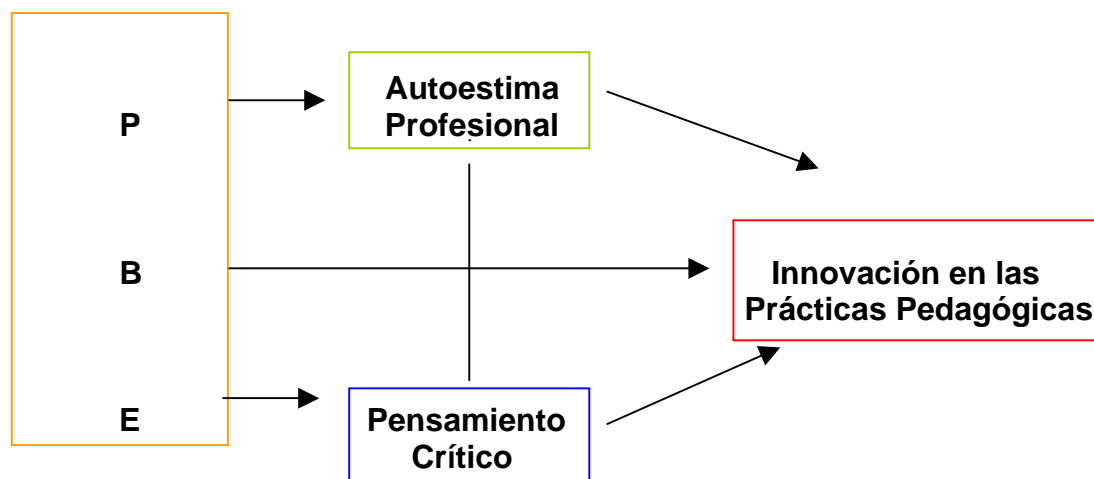 P
B
E
Autoestima
Profesional
Innovación en las
Prácticas Pedagógicas
Pensamiento
Crítico